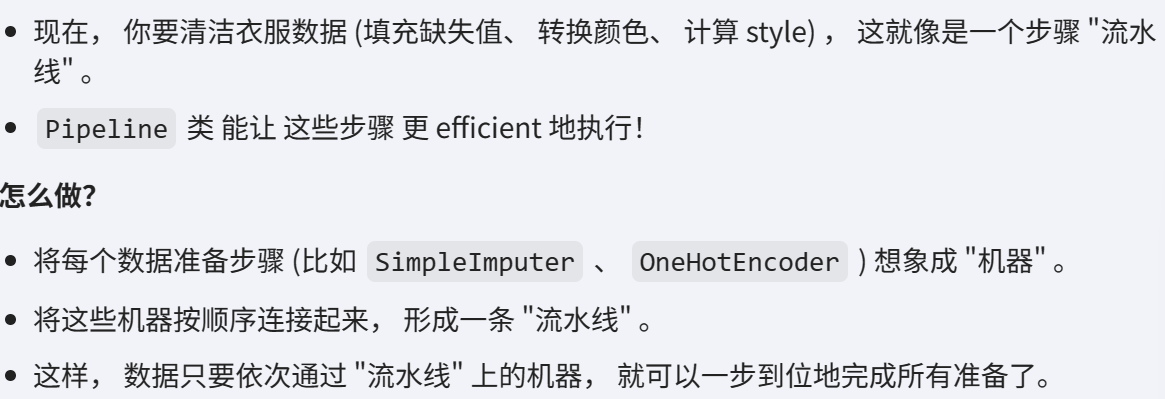 现在， 你要清洁衣服数据 (填充缺失值、 转换颜色、 计算 style) ， 这就像是一个步骤 "流水
线" 。
Pipeline 类 能让 这些步骤 更 efficient 地执行！
怎么做？
将每个数据准备步骤 (比如 SimpleImputer 、 OneHotEncoder ) 想象成 "机器" 。
将这些机器按顺序连接起来， 形成一条 "流水线" 。
这样， 数据只要依次通过 "流水线" 上的机器， 就可以一步到位地完成所有准备了。